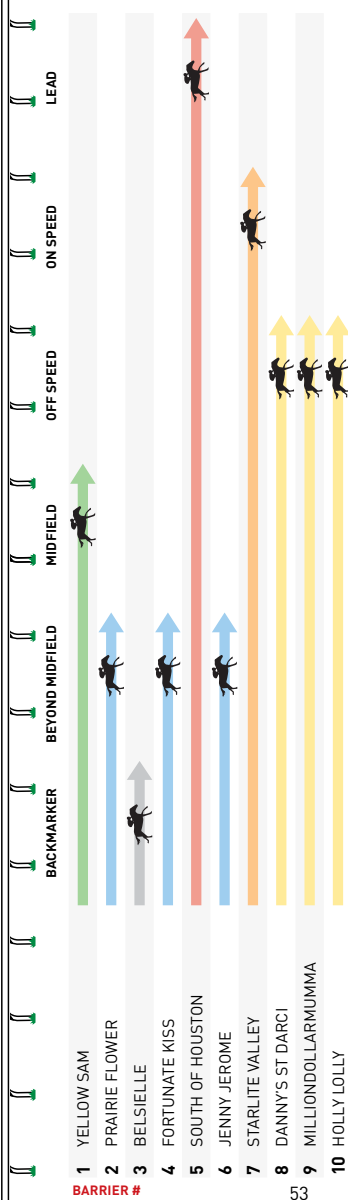 BACKMARKER
BEYOND MIDFIELD
MIDFIELD
OFF SPEED
ON SPEED
LEAD
1 YELLOW SAM
2 PRAIRIE FLOWER
3 BELSIELLE
4 FORTUNATE KISS
5 SOUTH OF HOUSTON
6 JENNY JEROME
7 STARLITE VALLEY
8 DANNY'S ST DARCI
9 MILLIONDOLLARMUMMA
10 HOLLY LOLLY
BARRIER #
53